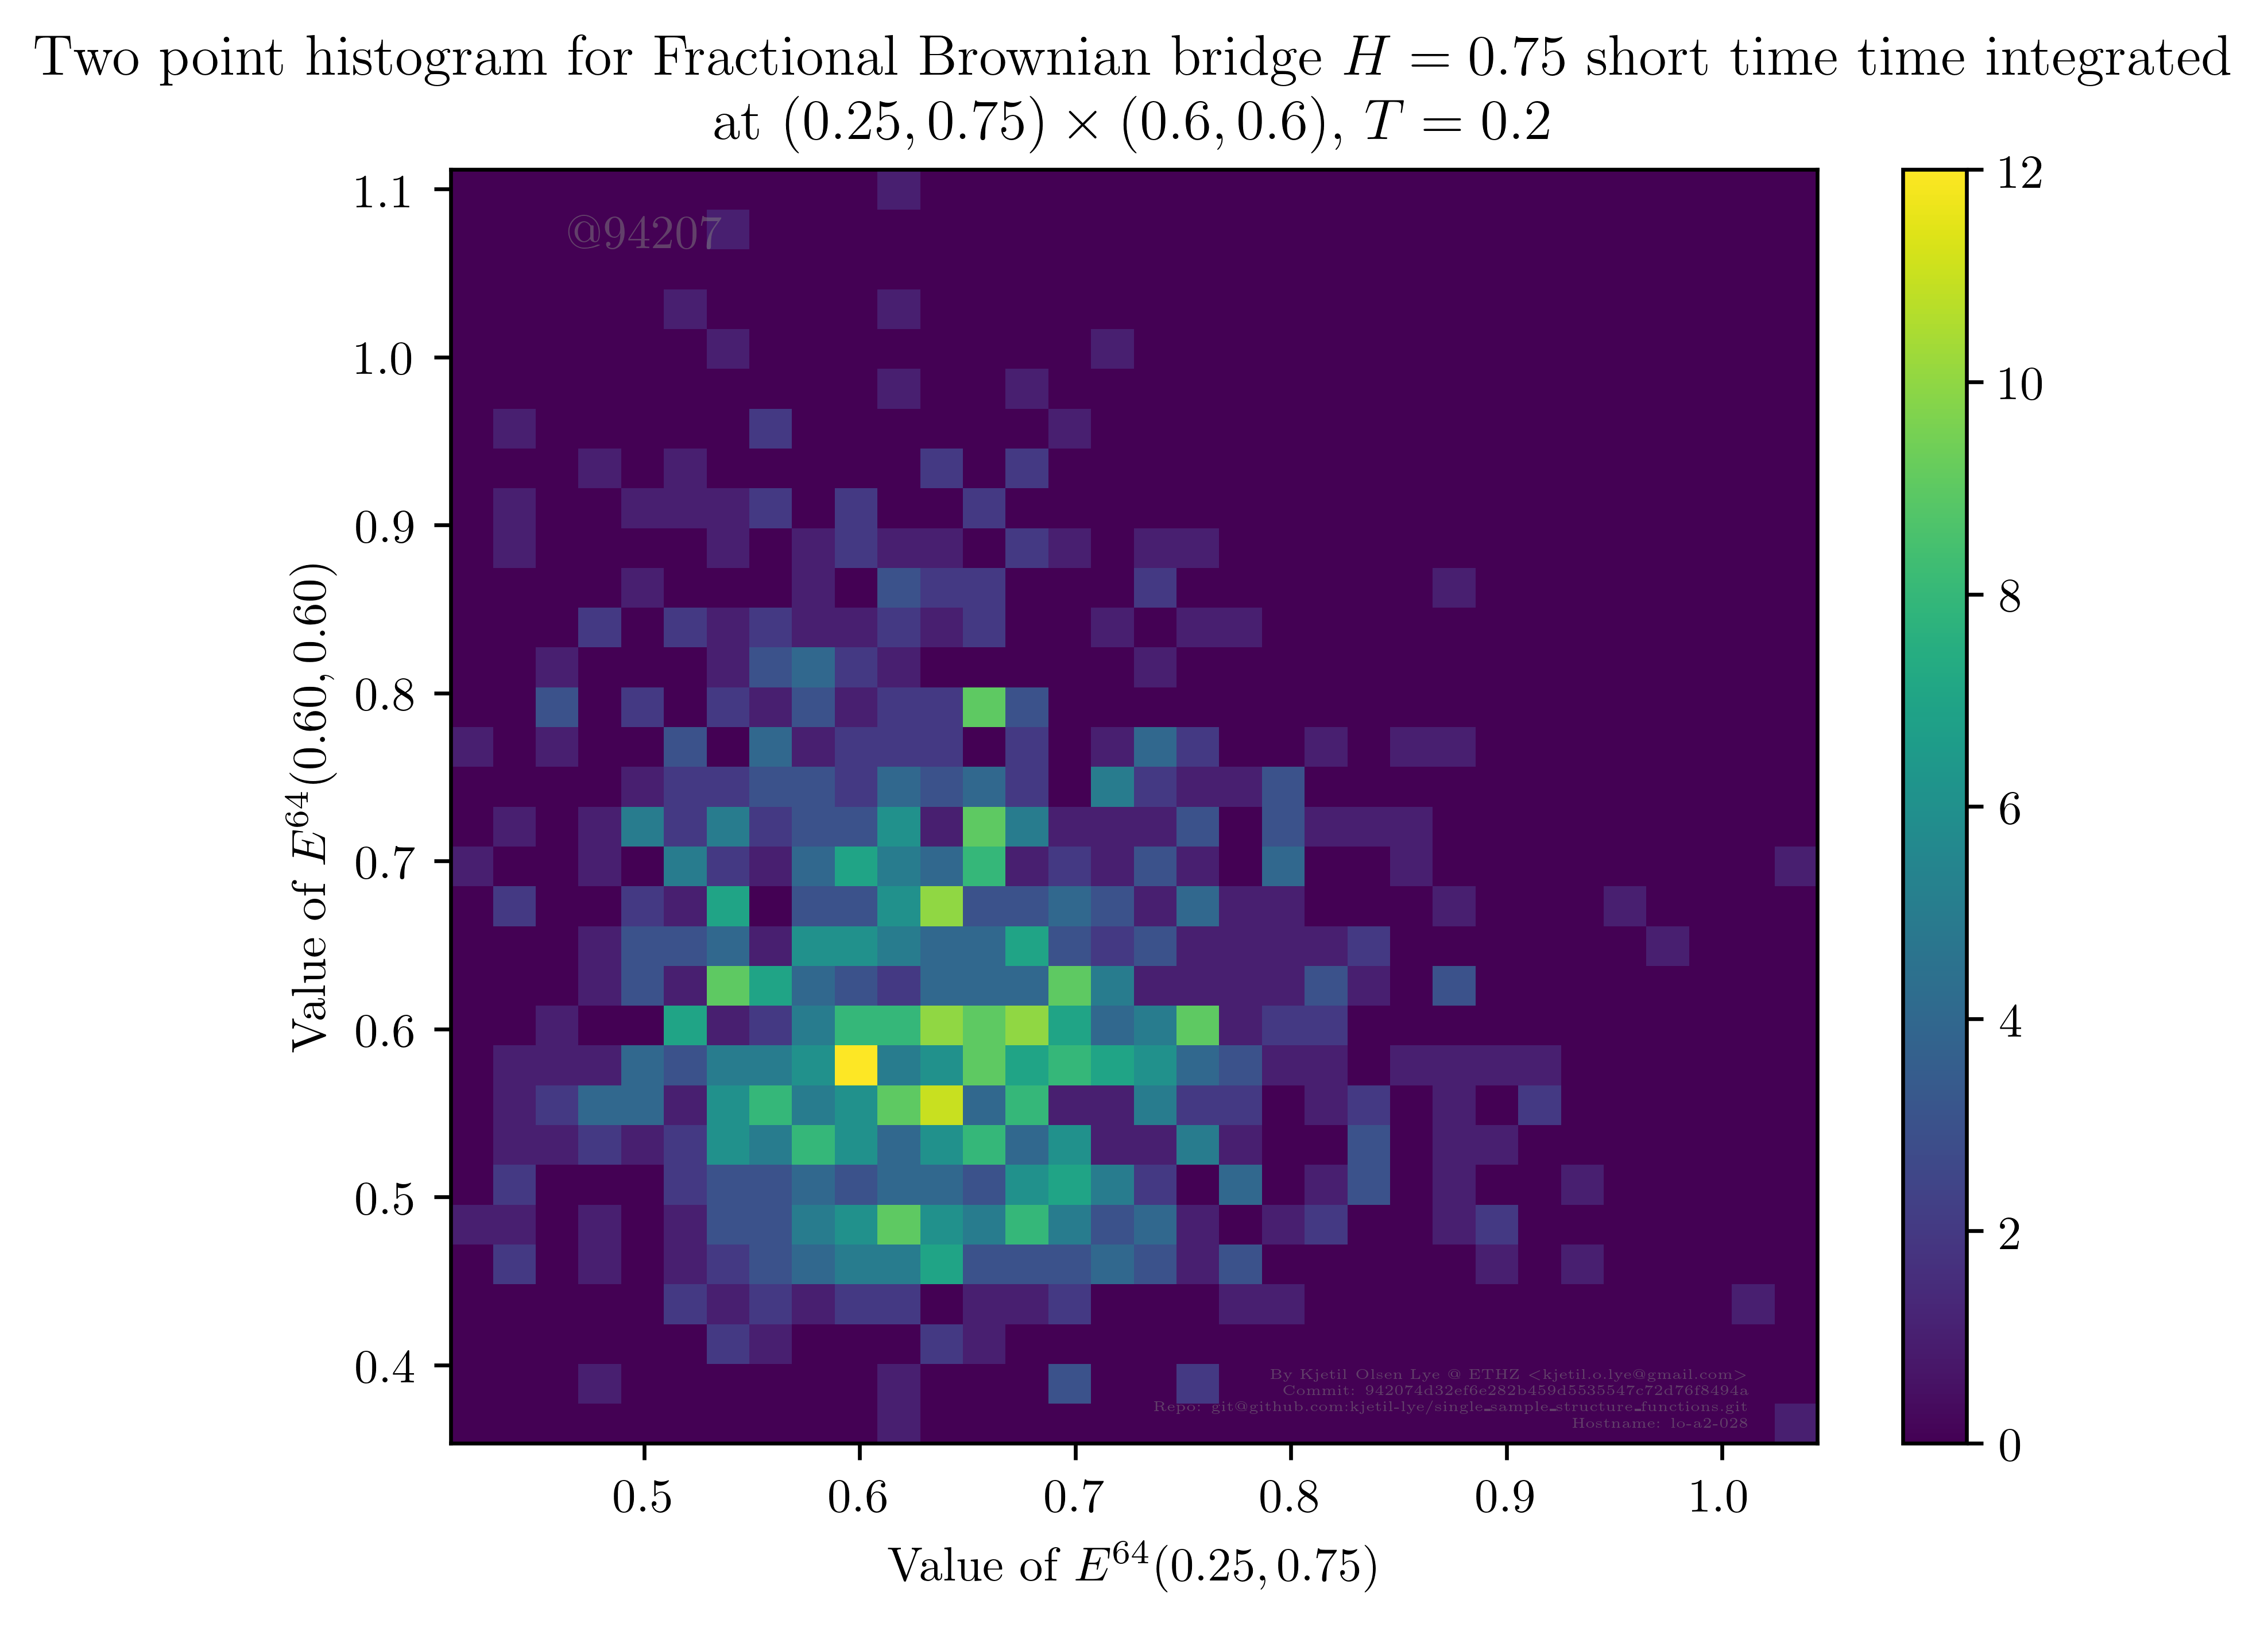 Two point histogram for Fractional Brownian bridge H = 0.75 short time time integrated
at (0.25, 0.75) × (0.6, 0.6), T = 0.2
@94207
1.1
1.0
0.9
0.8
0.7
0.6
0.5
0.4
Value of E^64(0.60, 0.60)
0.5 0.6 0.7 0.8 0.9 1.0
Value of E^64(0.25, 0.75)
12
10
8
6
4
2
0
By Kjetil Olsen Lye @ ETHZ <kjetil.o.lye@gmail.com>
Commit: 942074d32ef6e282b459d5535547c72d76f8494a
Repo: git@github.com:kjetil-lye/single_sample_structure_functions.git
Hostname: lo-a2-028